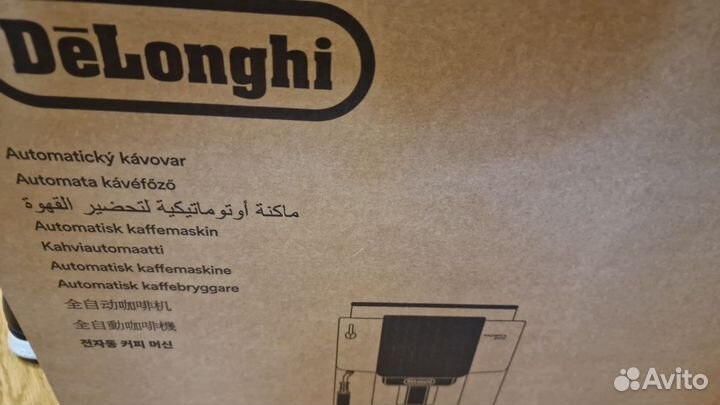 DēLonghi
Automatický kávovar
Automata kávéfőző
ماكنة أوتوماتيكية لتحضير القهوة
Automatisk kaffemaskin
Kahviautomaatti
Automatisk kaffemaskine
Automatisk kaffebryggare
全自动咖啡机
全自動咖啡機
전자동 커피 머신
Avito